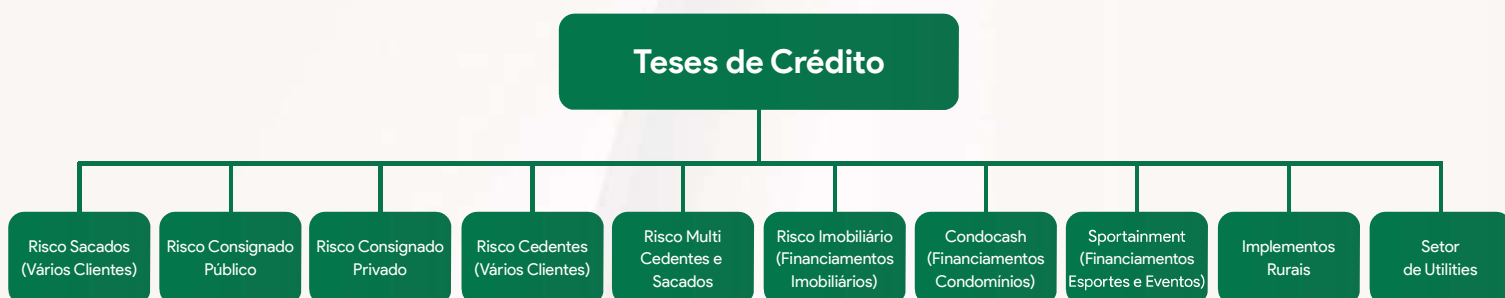 Teses de Crédito
Risco Sacados
(Vários Clientes)
Risco Consignado
Público
Risco Consignado
Privado
Risco Cedentes
(Vários Clientes)
Risco Multi
Cedentes e
Sacados
Risco Imobiliário
(Financiamentos
Imobiliários)
Condocash
(Financiamentos
Condomínios)
Sportainment
(Financiamentos
Esportes e Eventos)
Implementos
Rurais
Setor
de Utilities